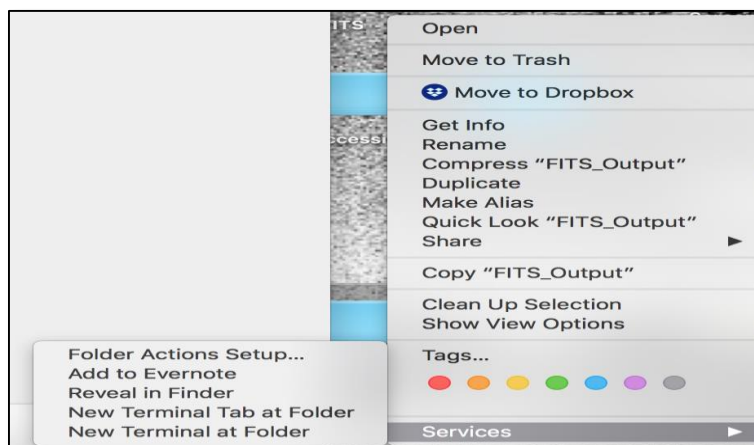 ITS
Open
Move to Trash
Move to Dropbox
Get Info
Rename
Compress “FITS_Output”
Duplicate
Make Alias
Quick Look “FITS_Output”
Share
Copy “FITS_Output”
Clean Up Selection
Show View Options
Tags...
Services
Folder Actions Setup...
Add to Evernote
Reveal in Finder
New Terminal Tab at Folder
New Terminal at Folder